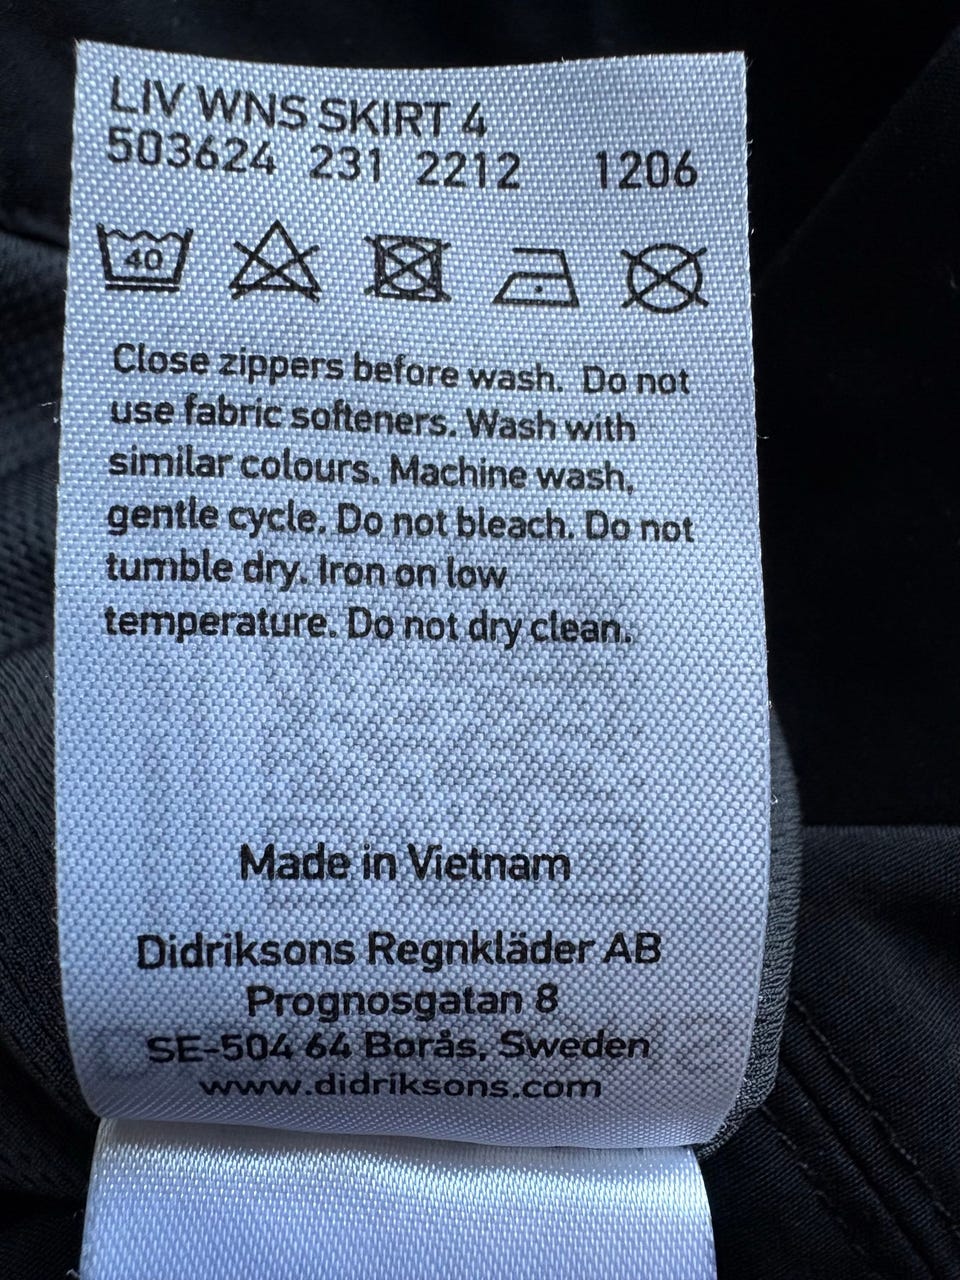 LIV WNS SKIRT 4
503624 231 2212 1206
40
Close zippers before wash. Do not
use fabric softeners. Wash with
similar colours. Machine wash,
gentle cycle. Do not bleach. Do not
tumble dry. Iron on low
temperature. Do not dry clean.
Made in Vietnam
Didriksons Regnkläder AB
Prognosgatan 8
SE-504 64 Borås, Sweden
www.didriksons.com